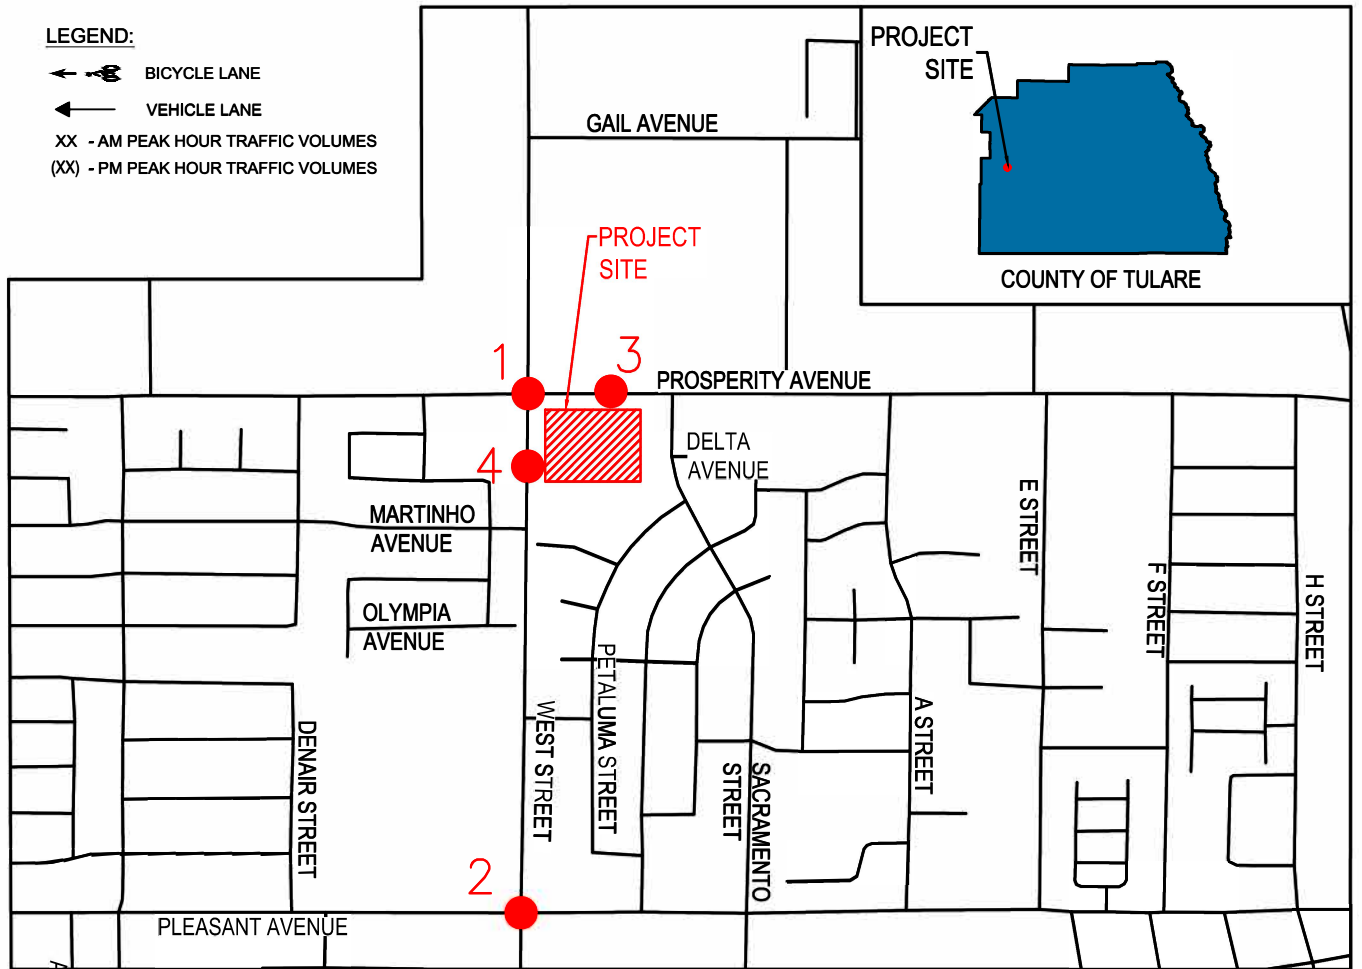 LEGEND:
BICYCLE LANE
VEHICLE LANE
XX - AM PEAK HOUR TRAFFIC VOLUMES
(XX) - PM PEAK HOUR TRAFFIC VOLUMES
PROJECT
SITE
COUNTY OF TULARE
GAIL AVENUE
PROJECT
SITE
1
3
PROSPERITY AVENUE
4
DELTA
AVENUE
MARTINHO
AVENUE
OLYMPIA
AVENUE
E STREET
F STREET
H STREET
DENAIR STREET
WEST STREET
PETALUMA STREET
SACRAMENTO
STREET
A STREET
2
PLEASANT AVENUE